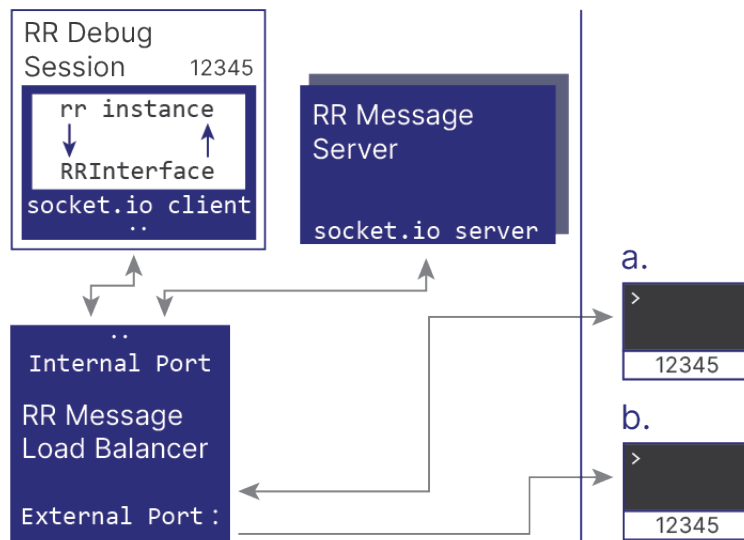 RR Debug
Session 12345
rr instance
RRInterface
socket.io client
..
RR Message
Server
socket.io server
..
Internal Port
RR Message
Load Balancer
External Port:
a.
>
12345
b.
>
12345